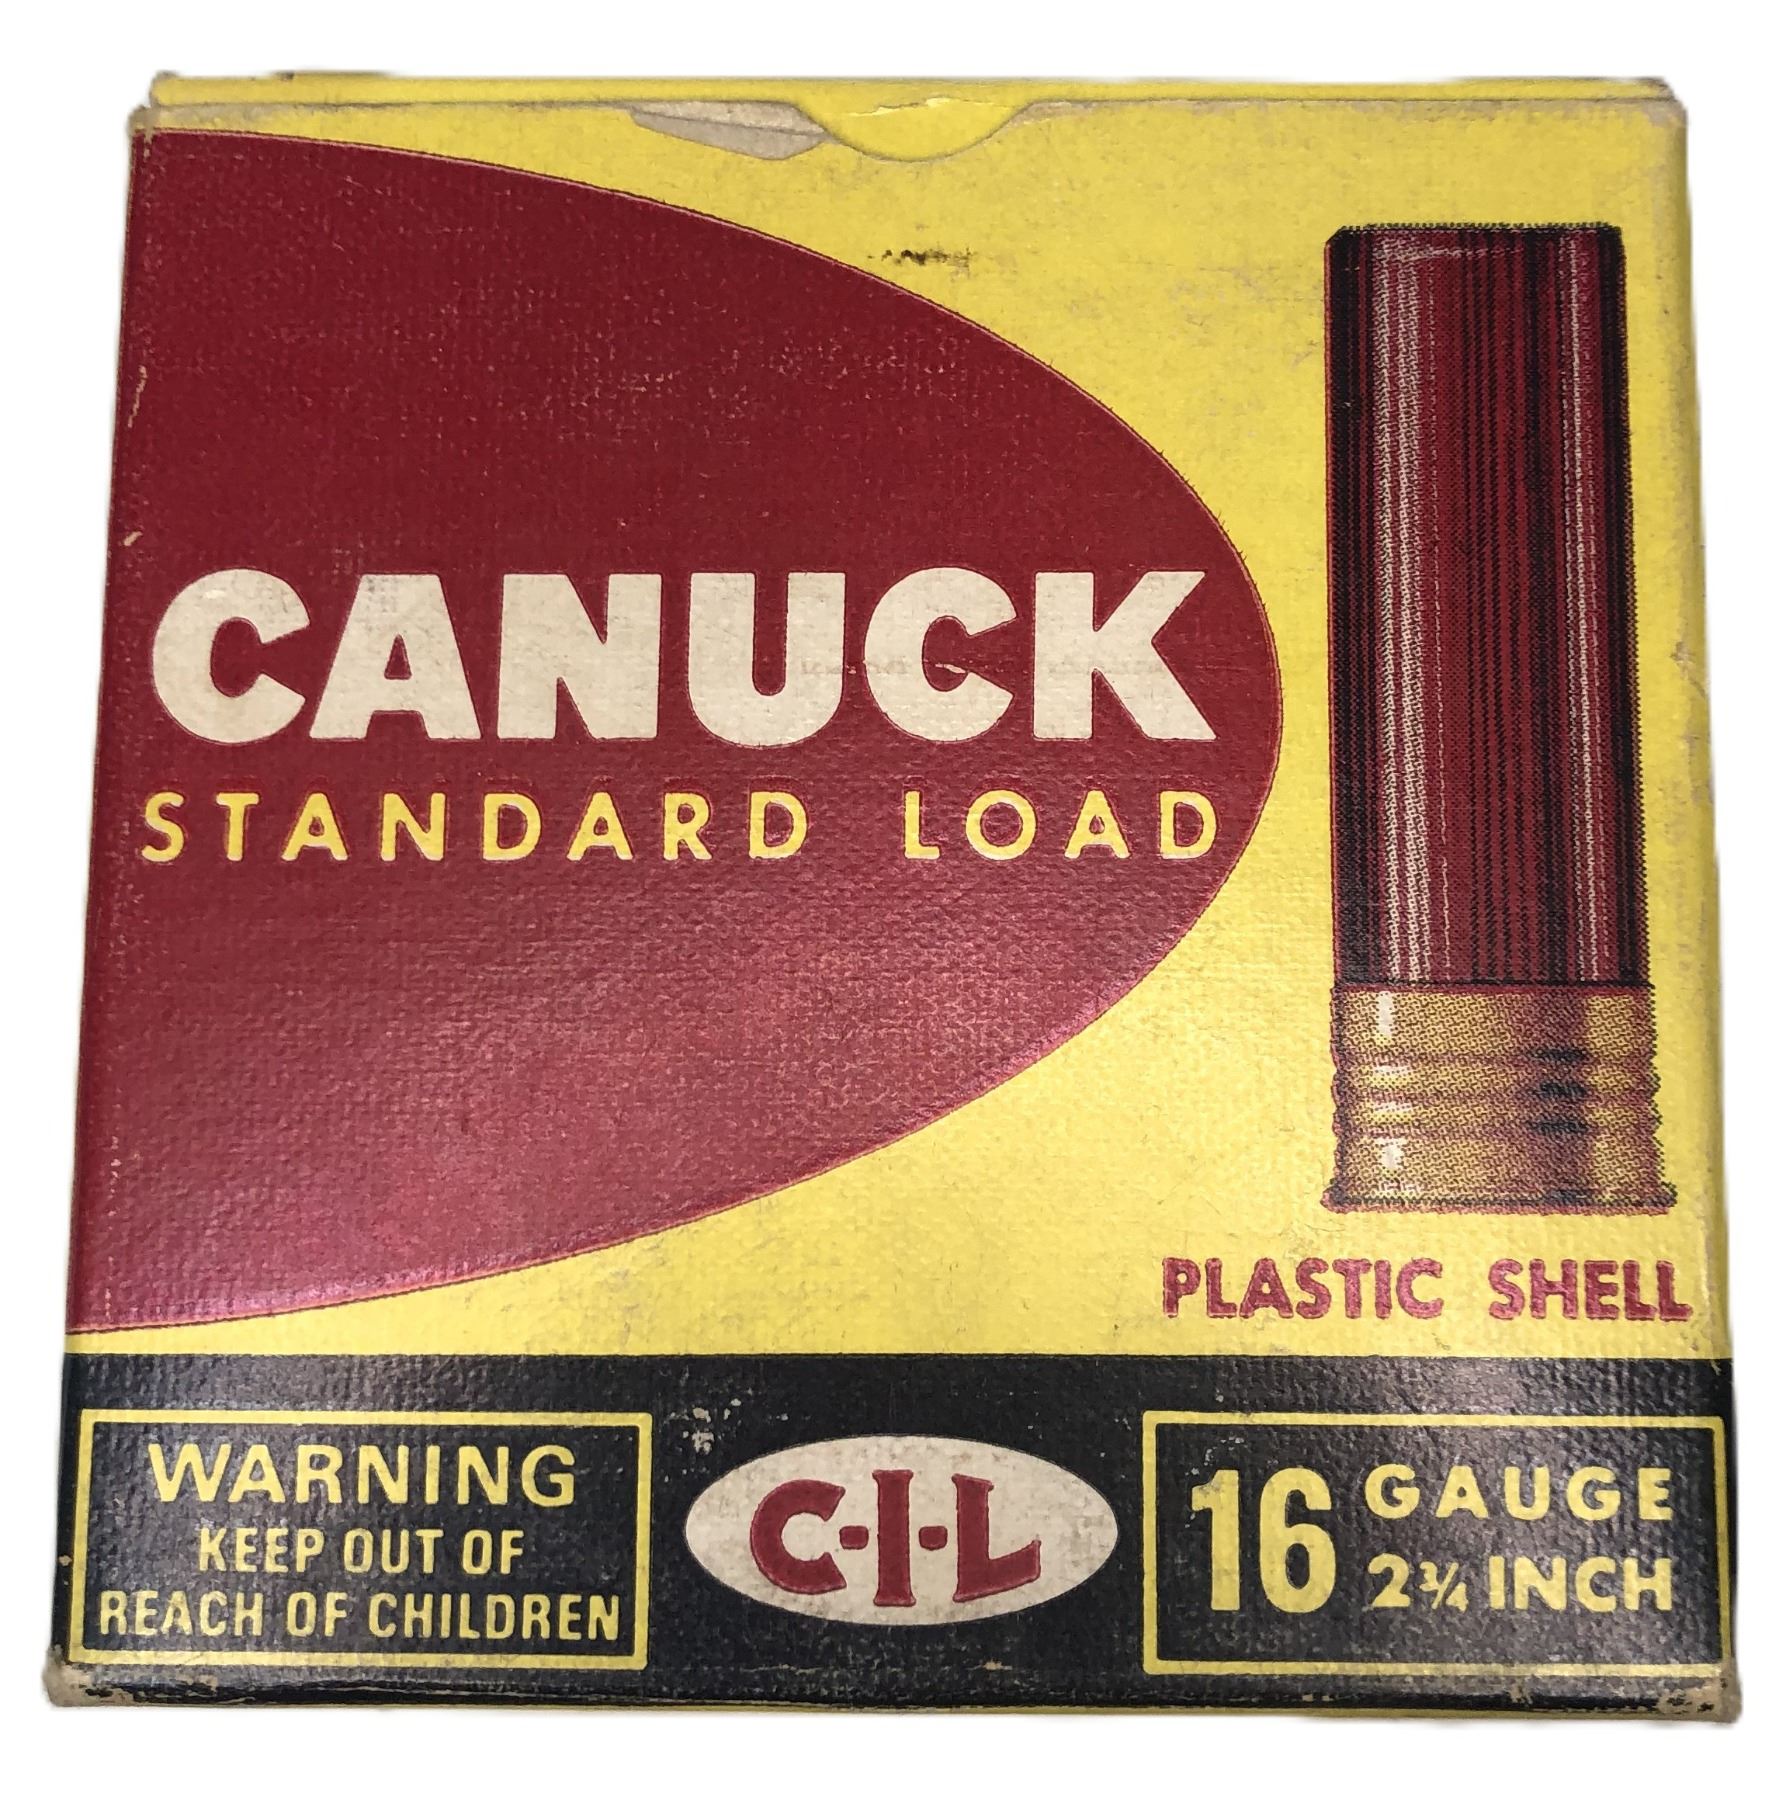 CANUCK
STANDARD LOAD
PLASTIC SHELL
WARNING
KEEP OUT OF
REACH OF CHILDREN
C-I-L
16 GAUGE
2¾ INCH